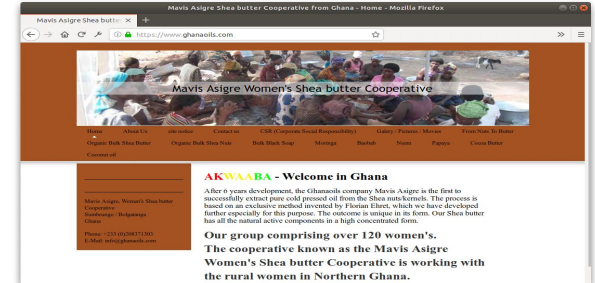 Mavis Asigre Shea butter Cooperative from Ghana - Home - Mozilla Firefox
Mavis Asigre Shea butter
https://www.ghanaoils.com
Mavis Asigre Women's Shea butter Cooperative
Home About Us site notice Contact us CSR (Corporate Social Responsibility) Galery / Pictures / Movies From Nuts To Butter
Organic Bulk Shea Butter Organic Bulk Shea Nuts Bulk Black Soap Moringa Baobab Neem Papaya Cocoa Butter
Coconut oil
AKWAABA - Welcome in Ghana
After 6 years development, the Ghanaoils company Mavis Asigre is the first to
successfully extract pure cold pressed oil from the Shea nuts/kernels. The process is
based on an exclusive method invented by Florian Ehret, which we have developed
further especially for this purpose. The outcome is unique in its form. Our Shea butter
has all the natural active components in a high concentrated form.
Our group comprising over 120 women's.
The cooperative known as the Mavis Asigre
Women's Shea butter Cooperative is working with
the rural women in Northern Ghana.
Mavis Asigre, Women's Shea butter
Cooperative
Sumbrungu / Bolgatanga
Ghana
Phone: +233 (0)208371303
E-Mail: info@ghanaoils.com